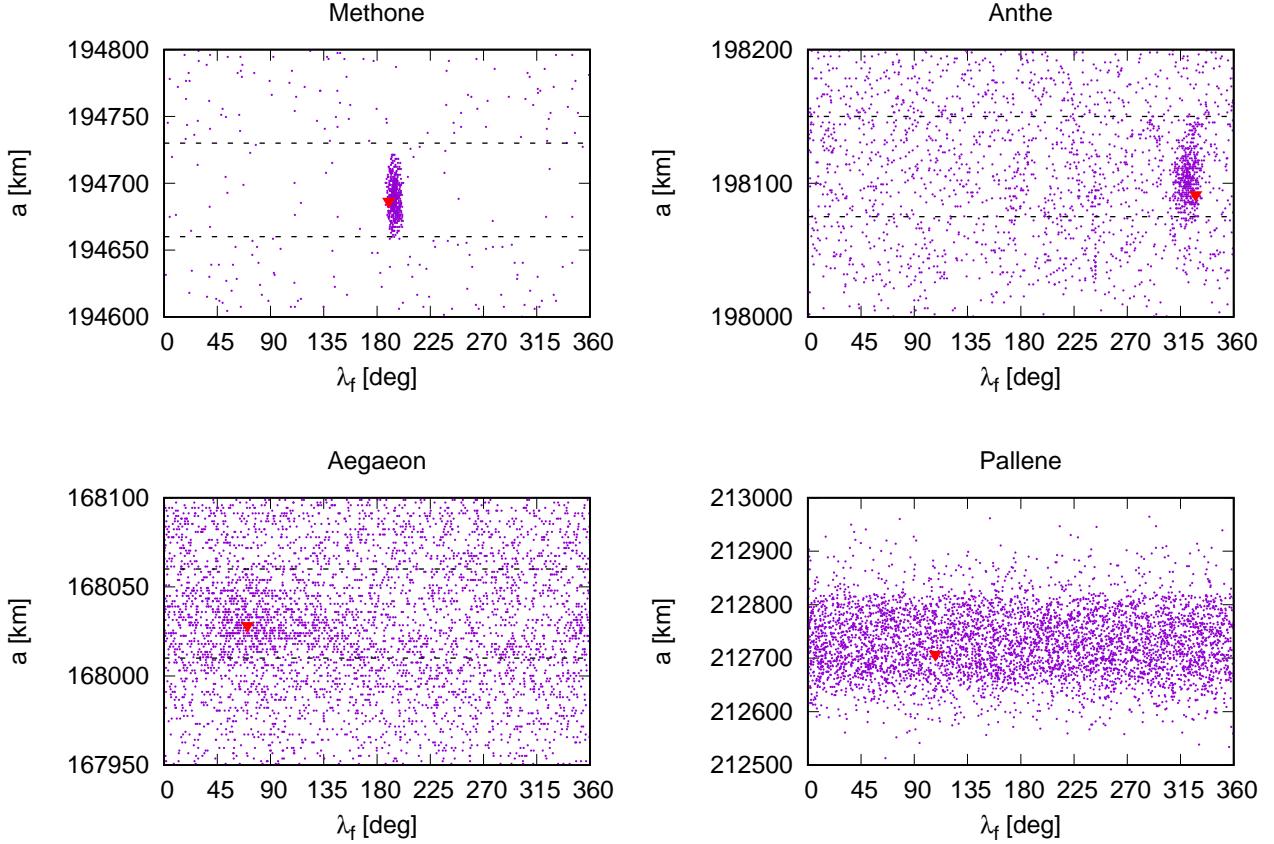 Methone
194800
194750
194700
194650
194600
a [km]
0 45 90 135 180 225 270 315 360
λf [deg]
Anthe
198200
198100
198000
a [km]
0 45 90 135 180 225 270 315 360
λf [deg]
Aegaeon
168100
168050
168000
167950
a [km]
0 45 90 135 180 225 270 315 360
λf [deg]
Pallene
213000
212900
212800
212700
212600
212500
a [km]
0 45 90 135 180 225 270 315 360
λf [deg]